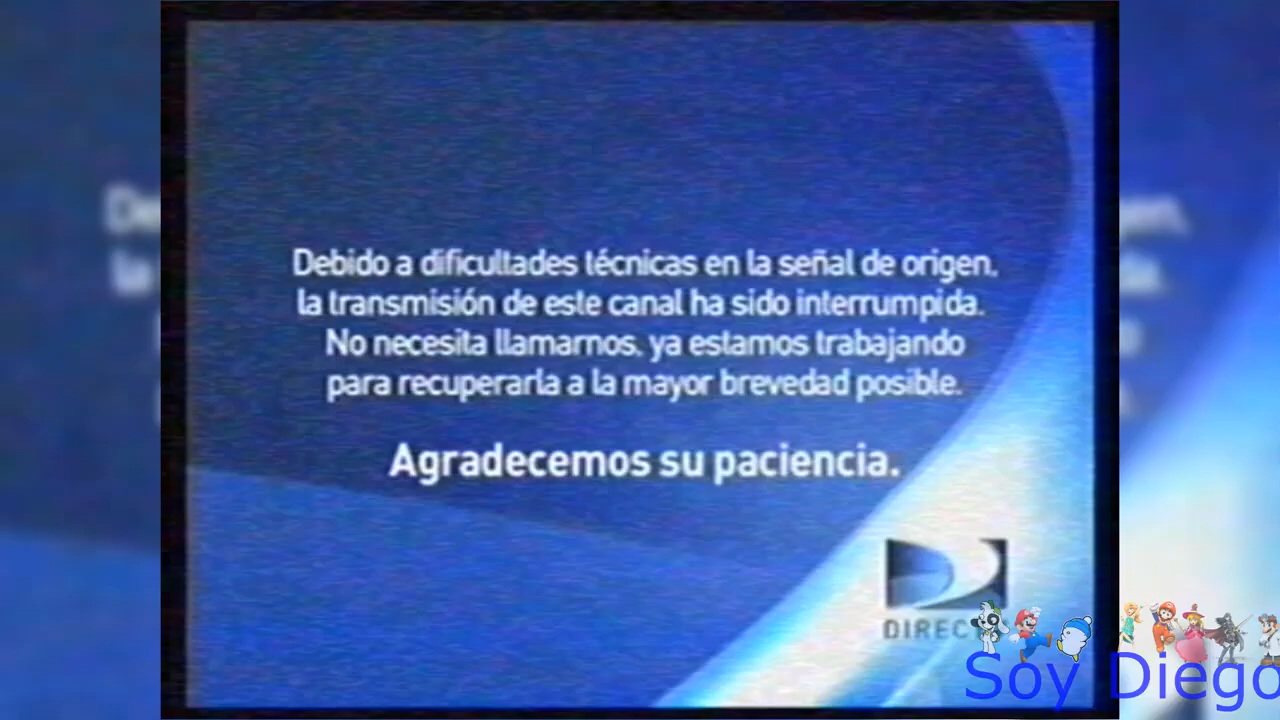 Debido a dificultades técnicas en la señal de origen,
la transmisión de este canal ha sido interrumpida.
No necesita llamarnos, ya estamos trabajando
para recuperarla a la mayor brevedad posible.
Agradecemos su paciencia.
DIREC
Soy Diego